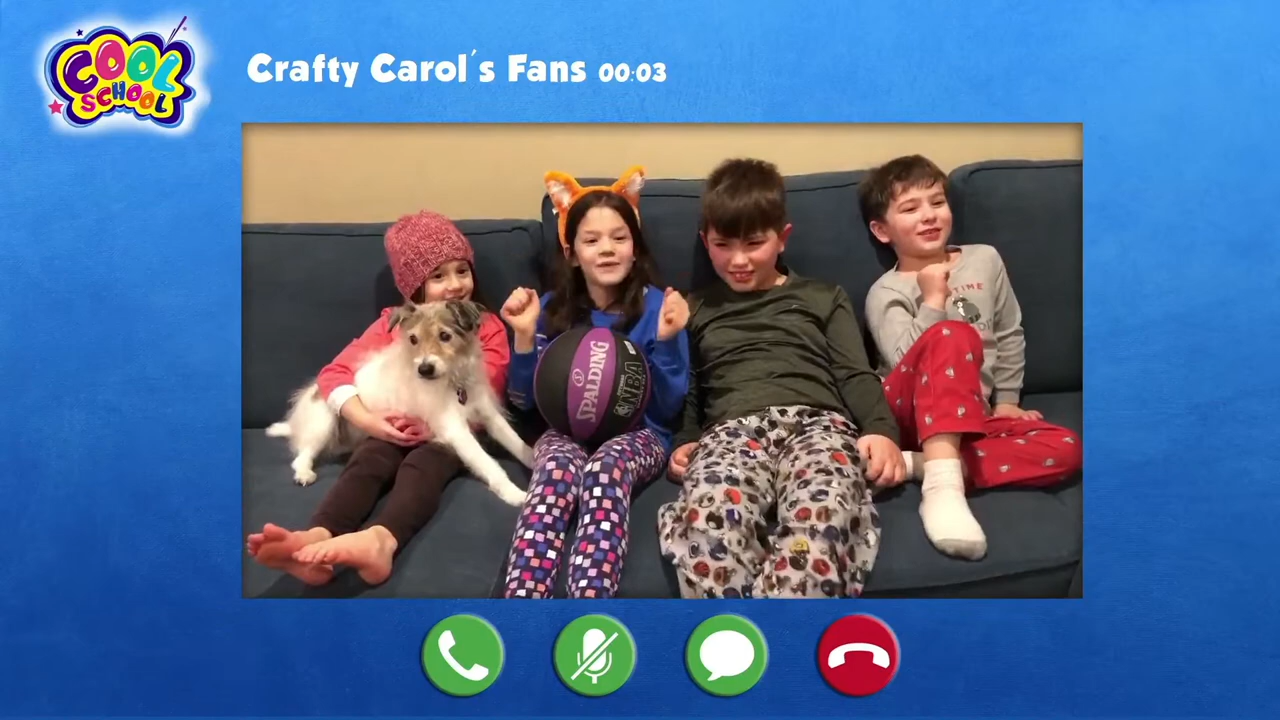 COOL
SCHOOL
Crafty Carol's Fans 00:03
SPALDING
NBA
TIME